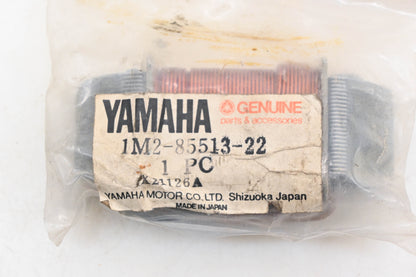 YAMAHA GENUINE
parts & accessories
1M2-85513-22
1 PC
YAMAHA MOTOR CO.LTD. Shizuoka Japan
MADE IN JAPAN